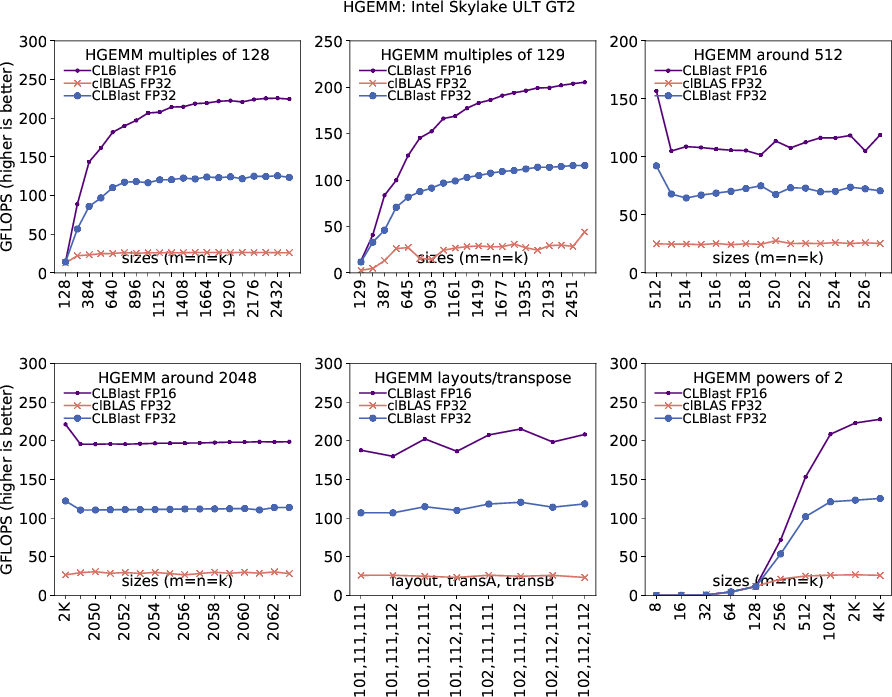 HGEMM: Intel Skylake ULT GT2
HGEMM multiples of 128
CLBlast FP16
clBLAS FP32
CLBlast FP32
GFLOPS (higher is better)
300
250
200
150
100
50
0
sizes (m=n=k)
128 384 640 896 1152 1408 1664 1920 2176 2432
HGEMM multiples of 129
CLBlast FP16
clBLAS FP32
CLBlast FP32
250
200
150
100
50
0
sizes (m=n=k)
129 387 645 903 1161 1419 1677 1935 2193 2451
HGEMM around 512
CLBlast FP16
clBLAS FP32
CLBlast FP32
200
150
100
50
0
sizes (m=n=k)
512 514 516 518 520 522 524 526
HGEMM around 2048
CLBlast FP16
clBLAS FP32
CLBlast FP32
GFLOPS (higher is better)
300
250
200
150
100
50
0
sizes (m=n=k)
2K 2050 2052 2054 2056 2058 2060 2062
HGEMM layouts/transpose
CLBlast FP16
clBLAS FP32
CLBlast FP32
300
250
200
150
100
50
0
layout, transA, transB
101,111,111
101,111,112
101,112,111
101,112,112
102,111,111
102,111,112
102,112,111
102,112,112
HGEMM powers of 2
CLBlast FP16
clBLAS FP32
CLBlast FP32
300
250
200
150
100
50
0
sizes (m=n=k)
8 16 32 64 128 256 512 1024 2K 4K